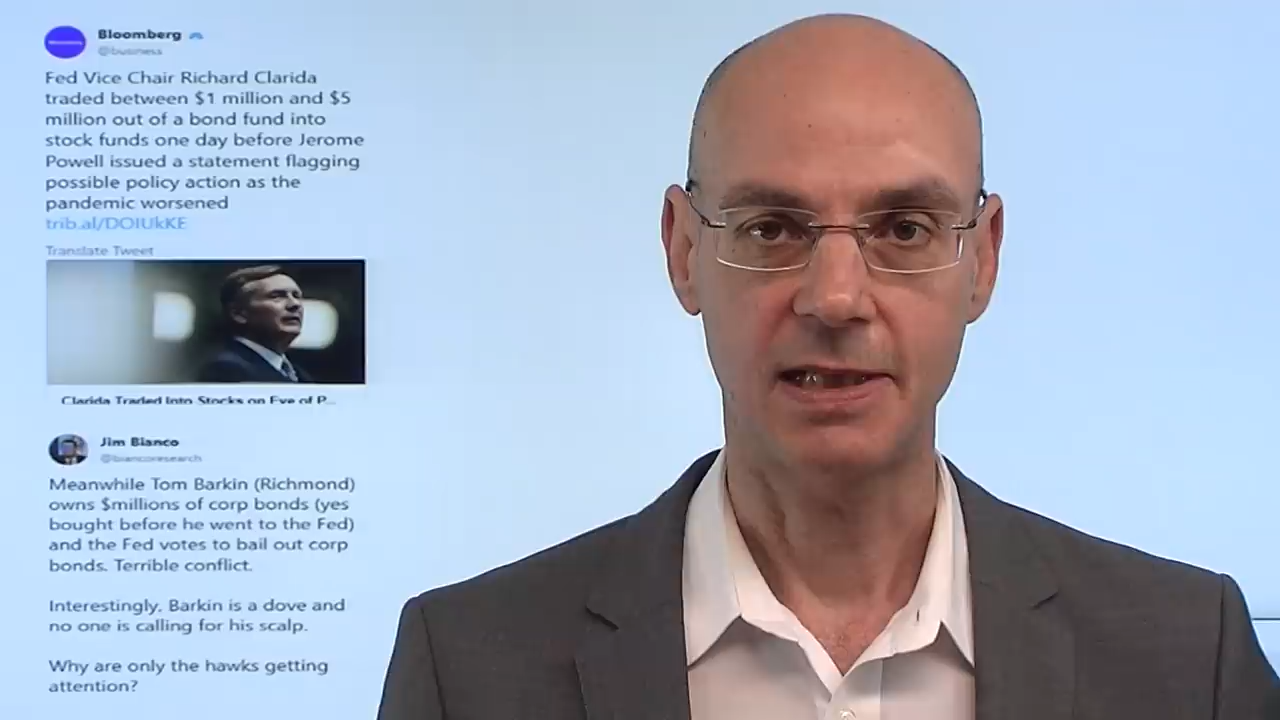 Bloomberg
@business
Fed Vice Chair Richard Clarida
traded between $1 million and $5
million out of a bond fund into
stock funds one day before Jerome
Powell issued a statement flagging
possible policy action as the
pandemic worsened
trib.al/DOIUkKE
Translate Tweet
Clarida Traded Into Stocks on Eve of P...
Jim Bianco
@biancoresearch
Meanwhile Tom Barkin (Richmond)
owns $millions of corp bonds (yes
bought before he went to the Fed)
and the Fed votes to bail out corp
bonds. Terrible conflict.
Interestingly, Barkin is a dove and
no one is calling for his scalp.
Why are only the hawks getting
attention?